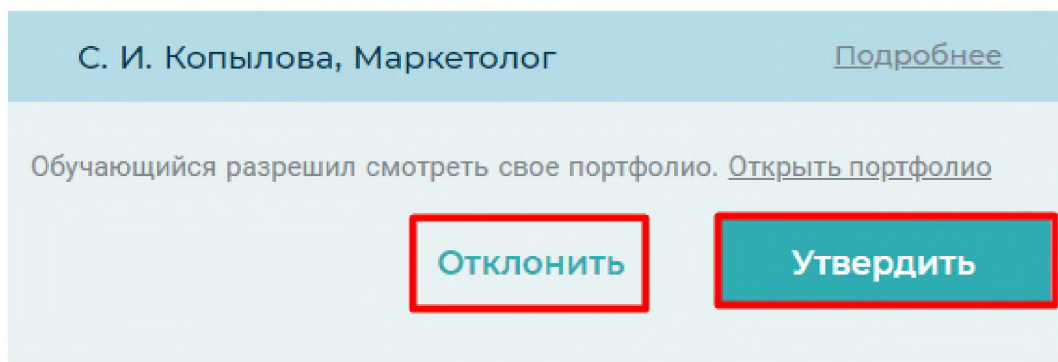 С. И. Копылова, Маркетолог Подробнее
Обучающийся разрешил смотреть свое портфолио. Открыть портфолио
Отклонить Утвердить